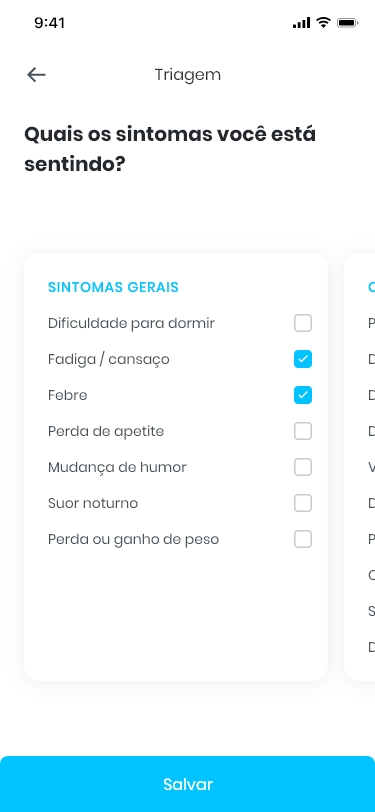 9:41
Triagem
Quais os sintomas você está
sentindo?
SINTOMAS GERAIS
Dificuldade para dormir
Fadiga / cansaço
Febre
Perda de apetite
Mudança de humor
Suor noturno
Perda ou ganho de peso
Salvar